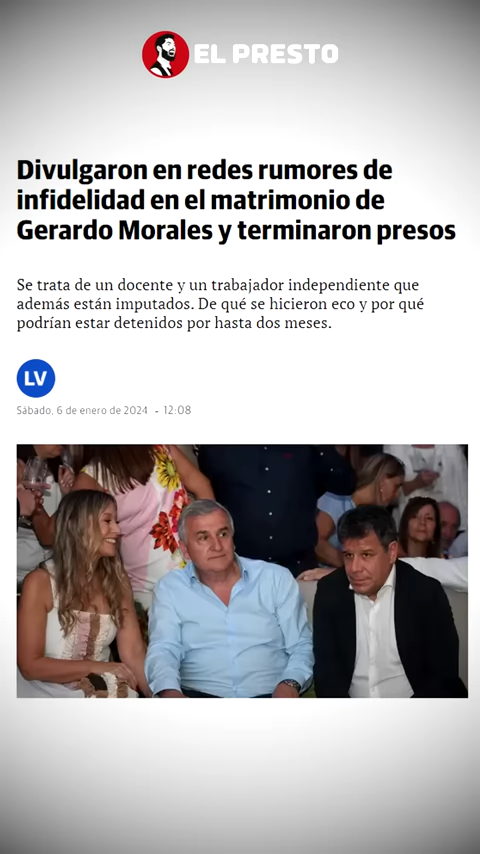 EL PRESTO
Divulgaron en redes rumores de
infidelidad en el matrimonio de
Gerardo Morales y terminaron presos
Se trata de un docente y un trabajador independiente que
además están imputados. De qué se hicieron eco y por qué
podrían estar detenidos por hasta dos meses.
LV
Sábado, 6 de enero de 2024 - 12:08